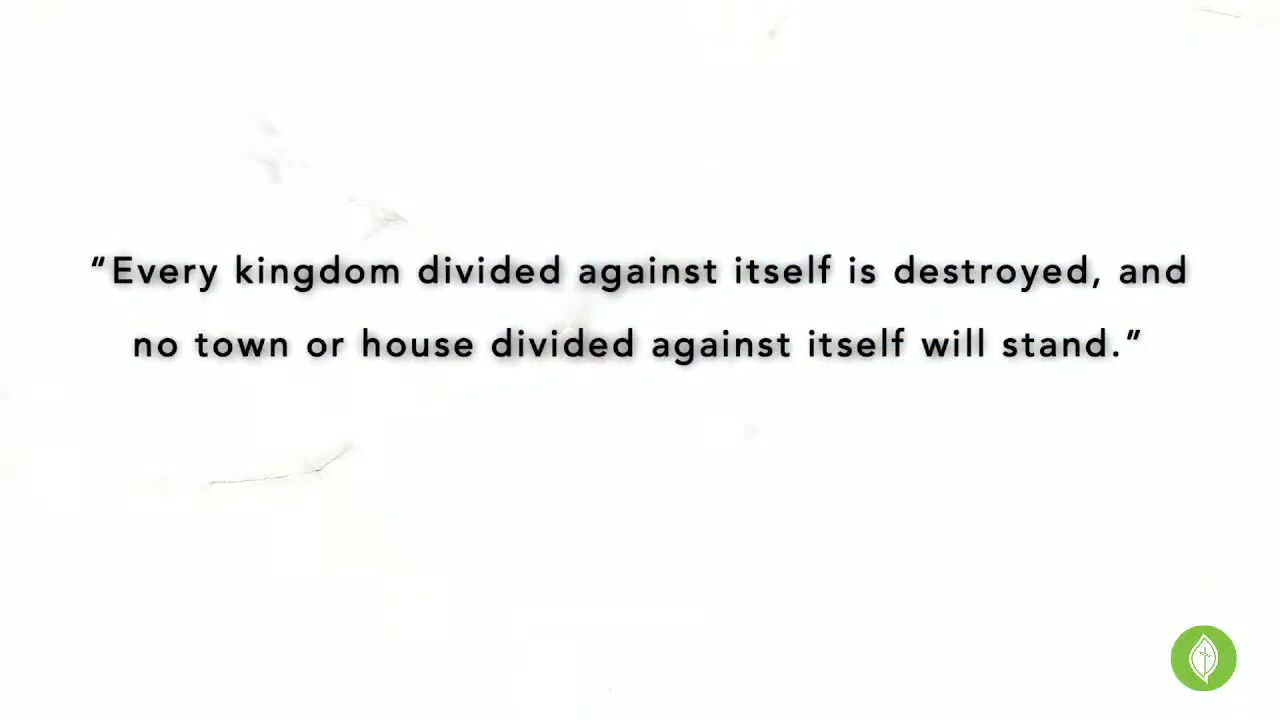 “Every kingdom divided against itself is destroyed, and
no town or house divided against itself will stand.”